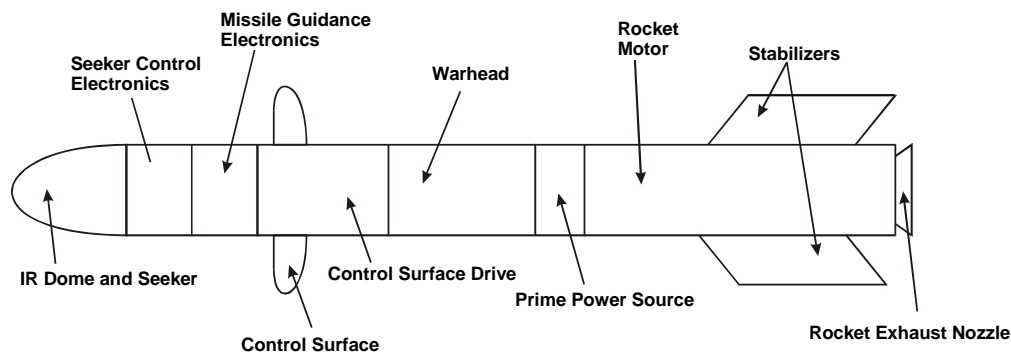 Missile Guidance
Electronics
Rocket
Motor
Stabilizers
Seeker Control
Electronics
Warhead
IR Dome and Seeker
Control Surface Drive
Prime Power Source
Control Surface
Rocket Exhaust Nozzle